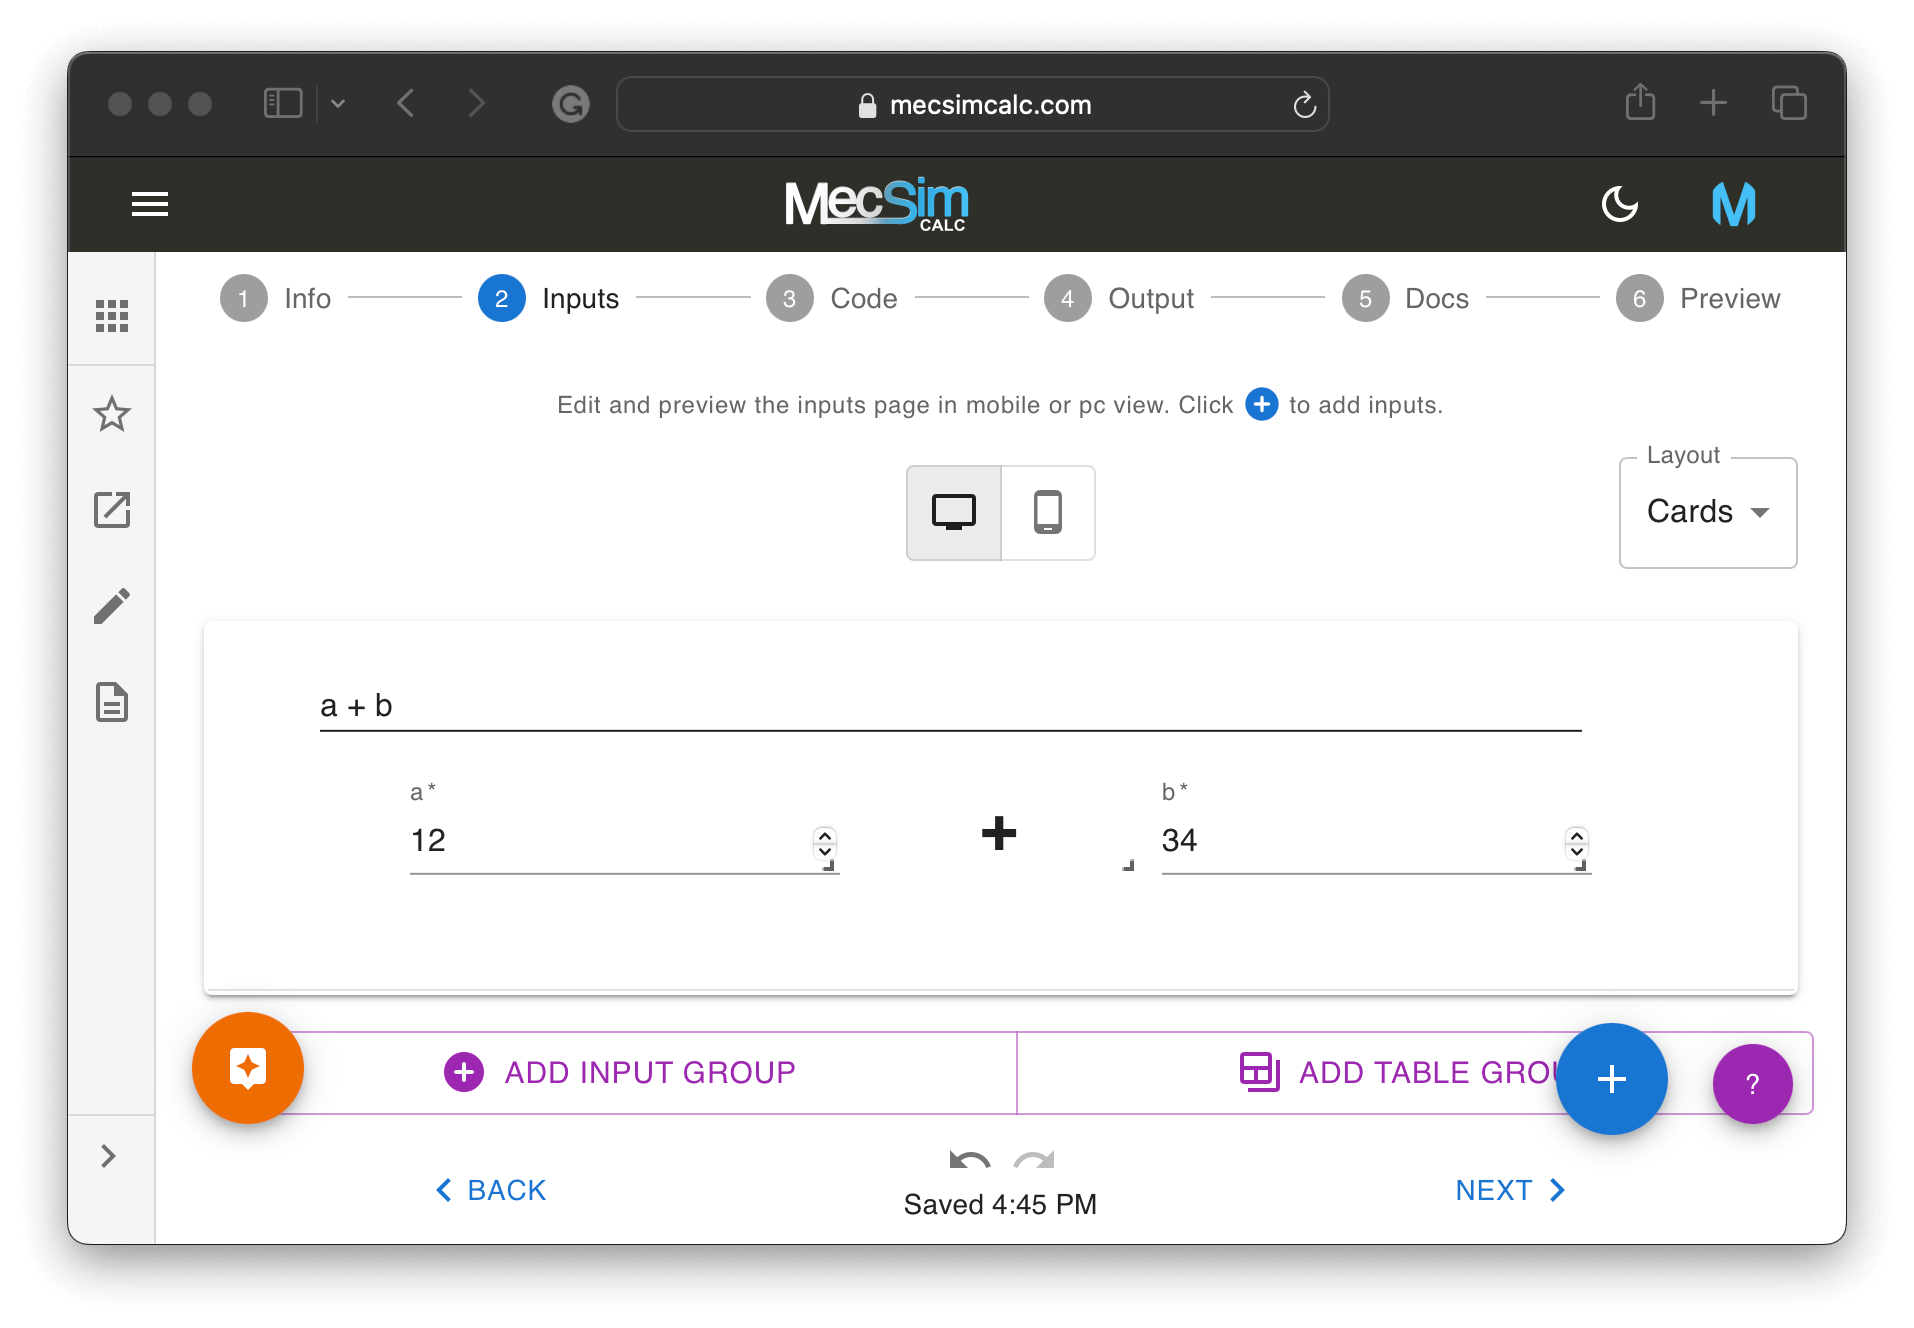 mecsimcalc.com
MecSim
CALC
1 Info 2 Inputs 3 Code 4 Output 5 Docs 6 Preview
Edit and preview the inputs page in mobile or pc view. Click + to add inputs.
Layout
Cards
a + b
a * b *
12 + 34
ADD INPUT GROUP ADD TABLE GROU + ?
BACK NEXT
Saved 4:45 PM